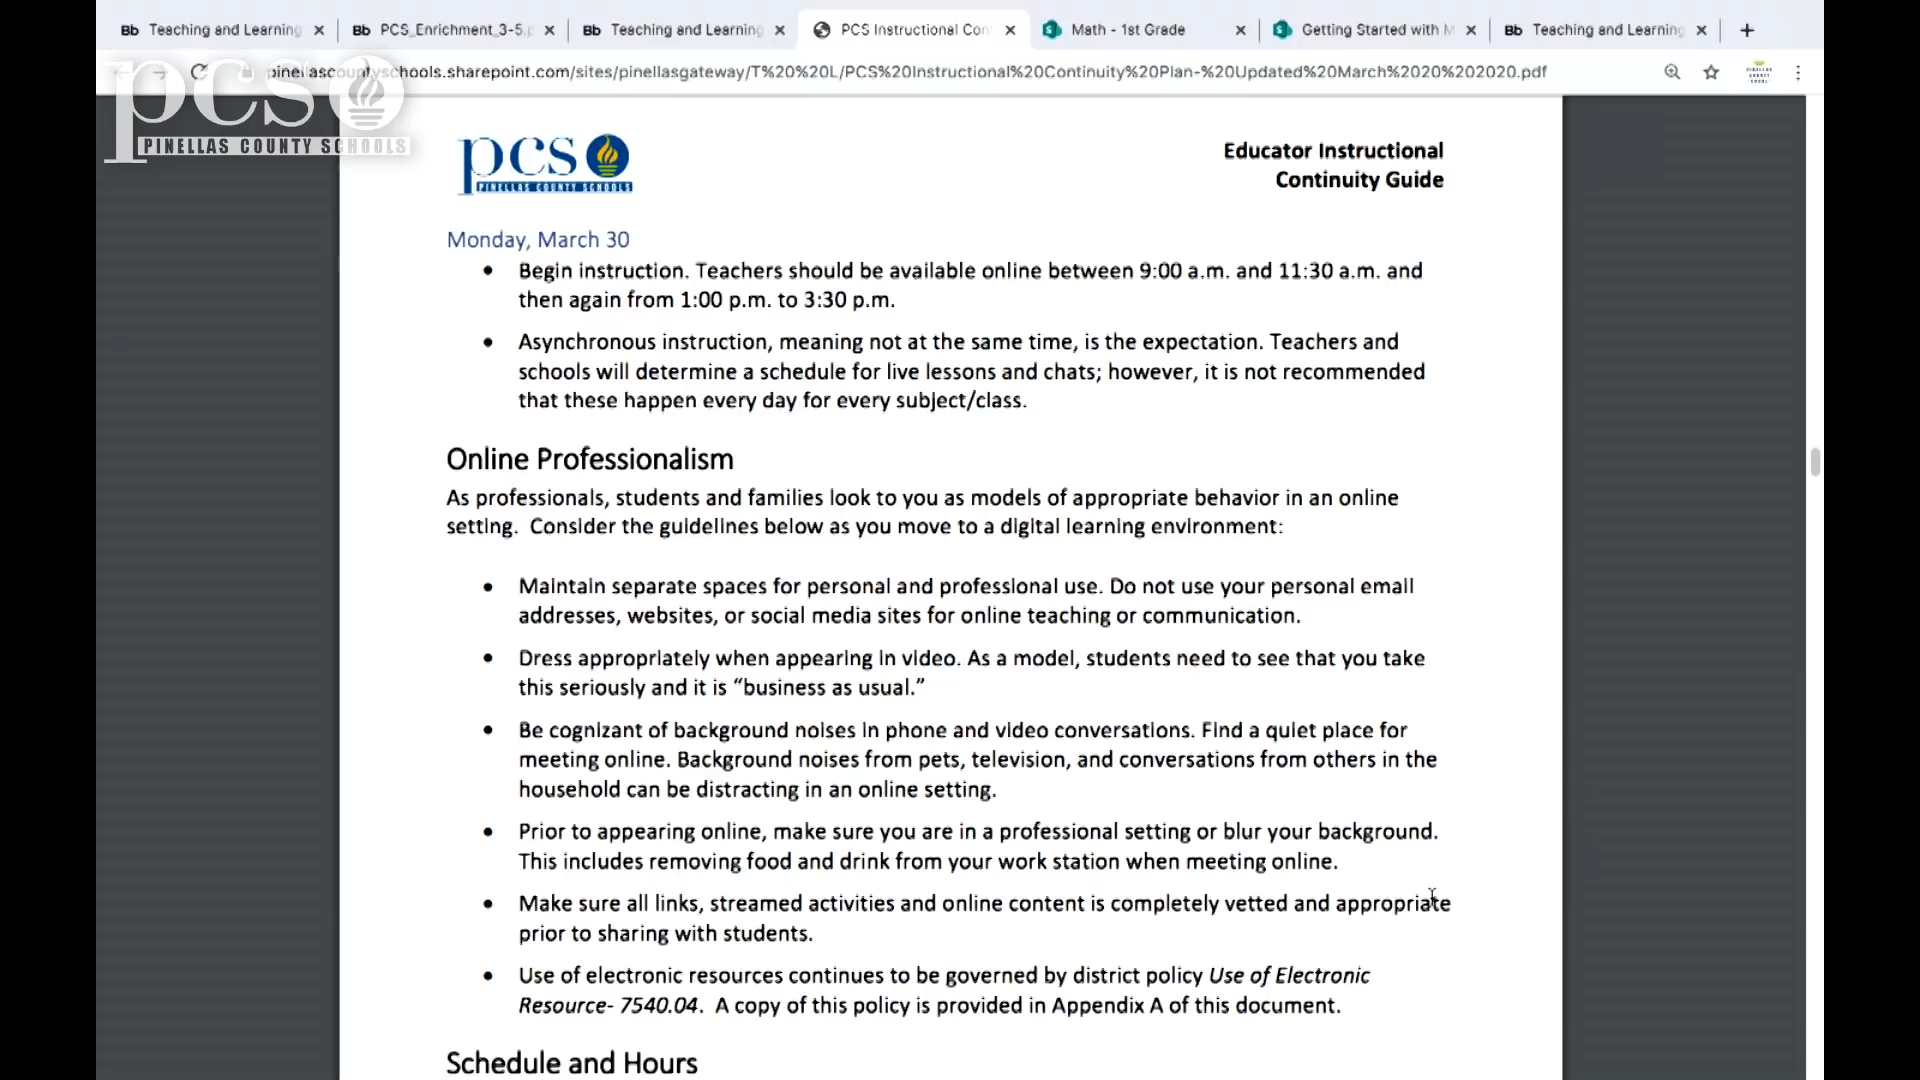 Bb Teaching and Learning
Bb PCS_Enrichment_3-5.p
Bb Teaching and Learning
PCS Instructional Con
S Math - 1st Grade
S Getting Started with M
Bb Teaching and Learning
pinellascountyschools.sharepoint.com/sites/pinellasgateway/T%20%20L/PCS%20Instructional%20Continuity%20Plan-%20Updated%20March%2020%202020.pdf
pcs
PINELLAS COUNTY SCHOOLS
pcs
PINELLAS COUNTY SCHOOLS
Educator Instructional
Continuity Guide
Monday, March 30
• Begin instruction. Teachers should be available online between 9:00 a.m. and 11:30 a.m. and
then again from 1:00 p.m. to 3:30 p.m.
• Asynchronous instruction, meaning not at the same time, is the expectation. Teachers and
schools will determine a schedule for live lessons and chats; however, it is not recommended
that these happen every day for every subject/class.
Online Professionalism
As professionals, students and families look to you as models of appropriate behavior in an online
setting. Consider the guidelines below as you move to a digital learning environment:
• Maintain separate spaces for personal and professional use. Do not use your personal email
addresses, websites, or social media sites for online teaching or communication.
• Dress appropriately when appearing in video. As a model, students need to see that you take
this seriously and it is “business as usual.”
• Be cognizant of background noises in phone and video conversations. Find a quiet place for
meeting online. Background noises from pets, television, and conversations from others in the
household can be distracting in an online setting.
• Prior to appearing online, make sure you are in a professional setting or blur your background.
This includes removing food and drink from your work station when meeting online.
• Make sure all links, streamed activities and online content is completely vetted and appropriate
prior to sharing with students.
• Use of electronic resources continues to be governed by district policy Use of Electronic
Resource- 7540.04. A copy of this policy is provided in Appendix A of this document.
Schedule and Hours